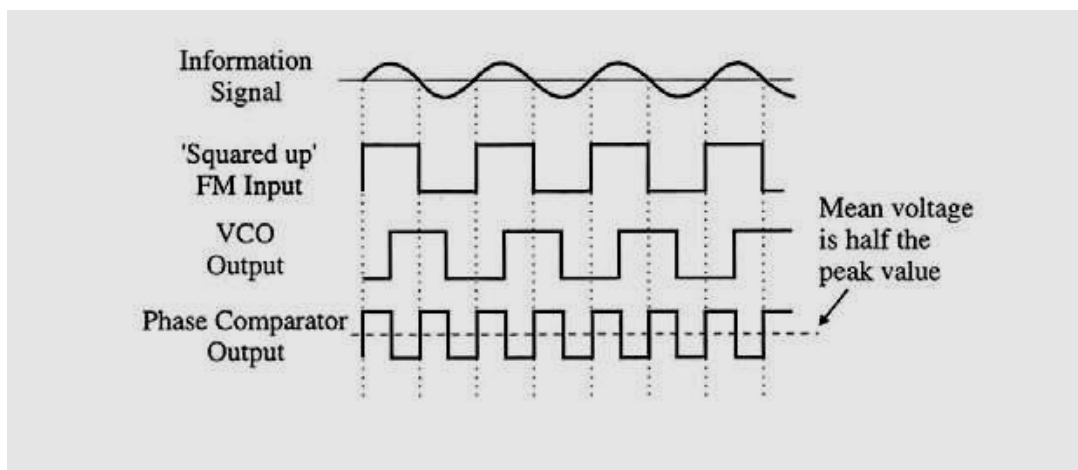 Information
Signal
'Squared up'
FM Input
VCO
Output
Phase Comparator
Output
Mean voltage
is half the
peak value